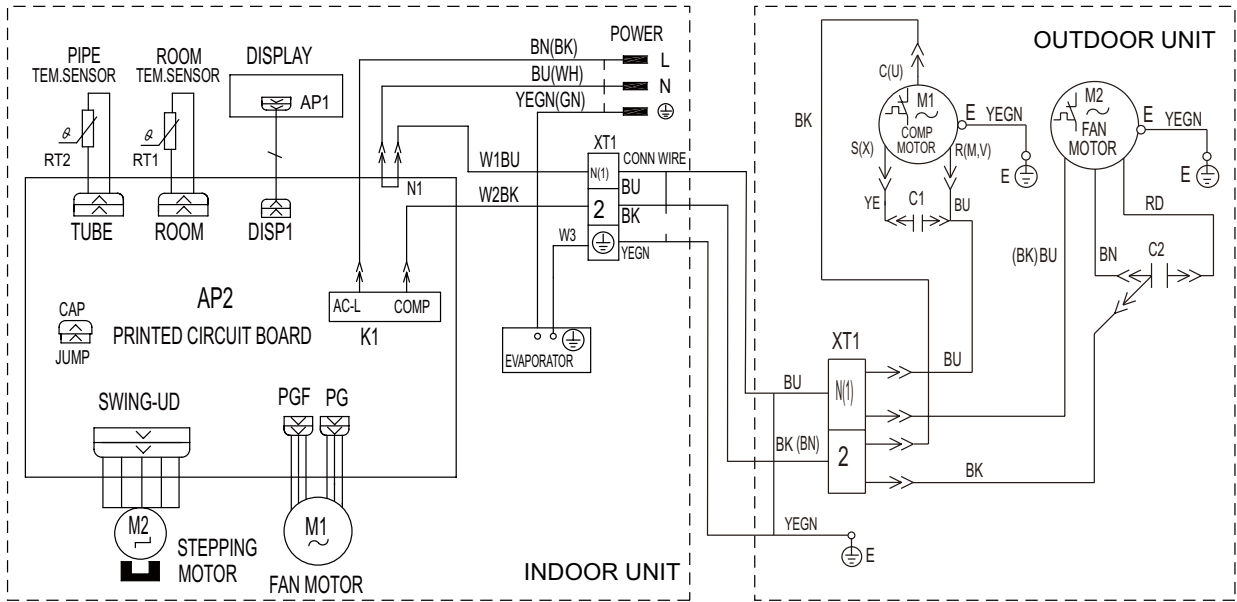 PIPE
TEM.SENSOR
ROOM
TEM.SENSOR
DISPLAY
AP1
θ
RT2
θ
RT1
TUBE
ROOM
DISP1
BN(BK)
BU(WH)
YEGN(GN)
POWER
L
N
N1
W1BU
W2BK
W3
XT1
N(1)
2
CONN WIRE
BU
BK
YEGN
AP2
PRINTED CIRCUIT BOARD
CAP
JUMP
AC-L
COMP
K1
EVAPORATOR
SWING-UD
PGF
PG
M2
STEPPING
MOTOR
M1
FAN MOTOR
INDOOR UNIT
OUTDOOR UNIT
BK
C(U)
M1
COMP
MOTOR
S(X)
R(M,V)
E
YEGN
E
YE
C1
BU
M2
FAN
MOTOR
E
YEGN
E
RD
(BK)BU
BN
C2
XT1
BU
N(1)
BU
BK (BN)
2
BK
YEGN
E